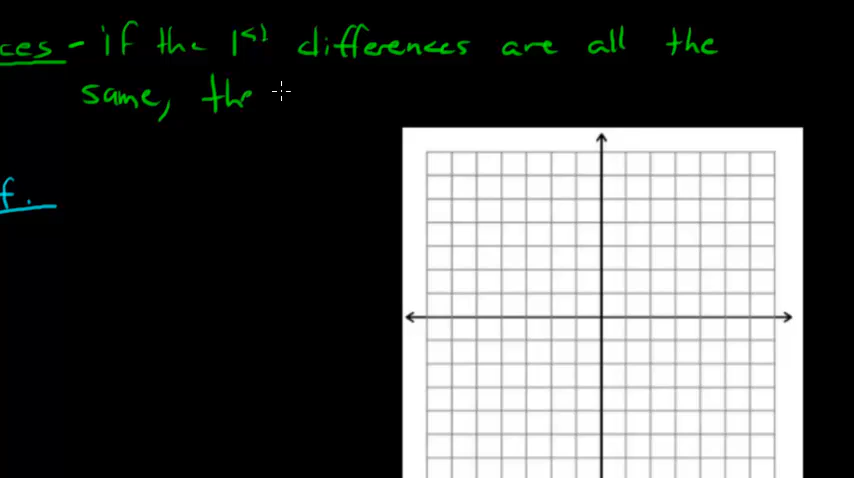 ces - if the 1st differences are all the
same, the
f.